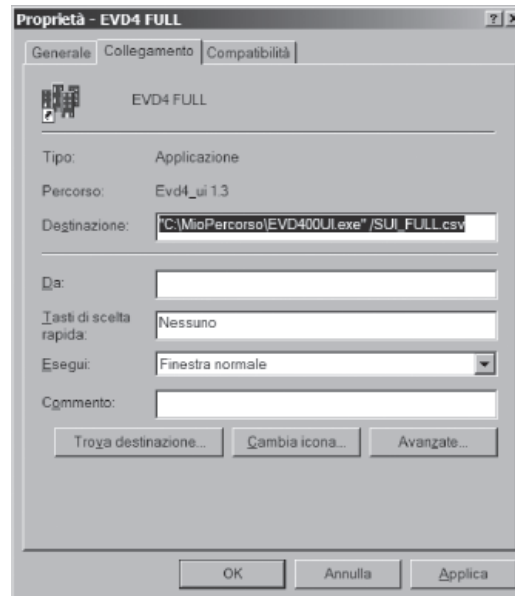 Proprietà - EVD4 FULL
Generale Collegamento Compatibilità
EVD4 FULL
Tipo: Applicazione
Percorso: Evd4_ui 1.3
Destinazione: "C:\MioPercorso\EVD400UI.exe" /SUI_FULL.csv
Da:
Tasti di scelta rapida: Nessuno
Esegui: Finestra normale
Commento:
Trova destinazione... Cambia icona... Avanzate...
OK Annulla Applica